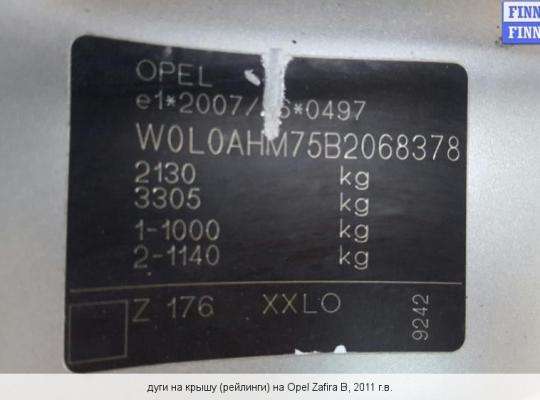 FINN
FINN
OPEL
e1*2007/ 6*0497
W0L0AHM75B2068378
2130 kg
3305 kg
1-1000 kg
2-1140 kg
Z 176 XXLO
9242
дуги на крышу (рейлинги) на Opel Zafira B, 2011 г.в.